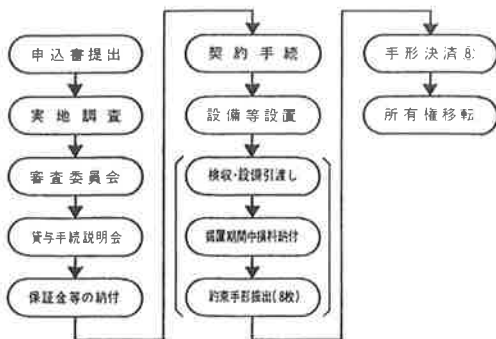 申込書提出
実地調査
審査委員会
貸与手続説明会
保証金等の納付
契約手続
設備等設置
検収・設備引渡し
据置期間中損料納付
約束手形振出(8枚)
手形決済
所有権移転